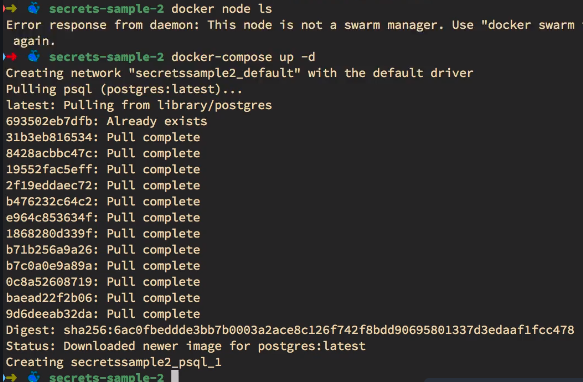 secrets-sample-2 docker node ls
Error response from daemon: This node is not a swarm manager. Use "docker swarm
again.
secrets-sample-2 docker-compose up -d
Creating network "secretssample2_default" with the default driver
Pulling psql (postgres:latest)...
latest: Pulling from library/postgres
693502eb7dfb: Already exists
31b3eb816534: Pull complete
8428acbbc47c: Pull complete
19552fac5eff: Pull complete
2f19eddaec72: Pull complete
b476232c64c2: Pull complete
e964c853634f: Pull complete
1868280d339f: Pull complete
b71b256a9a26: Pull complete
b7c0a0e9a89a: Pull complete
0c8a52608719: Pull complete
baead22f2b06: Pull complete
9d6deeab32da: Pull complete
Digest: sha256:6ac0fbeddde3bb7b0003a2ace8c126f742f8bdd90695801337d3edaaf1fcc478
Status: Downloaded newer image for postgres:latest
Creating secretssample2_psql_1
secrets-sample-2